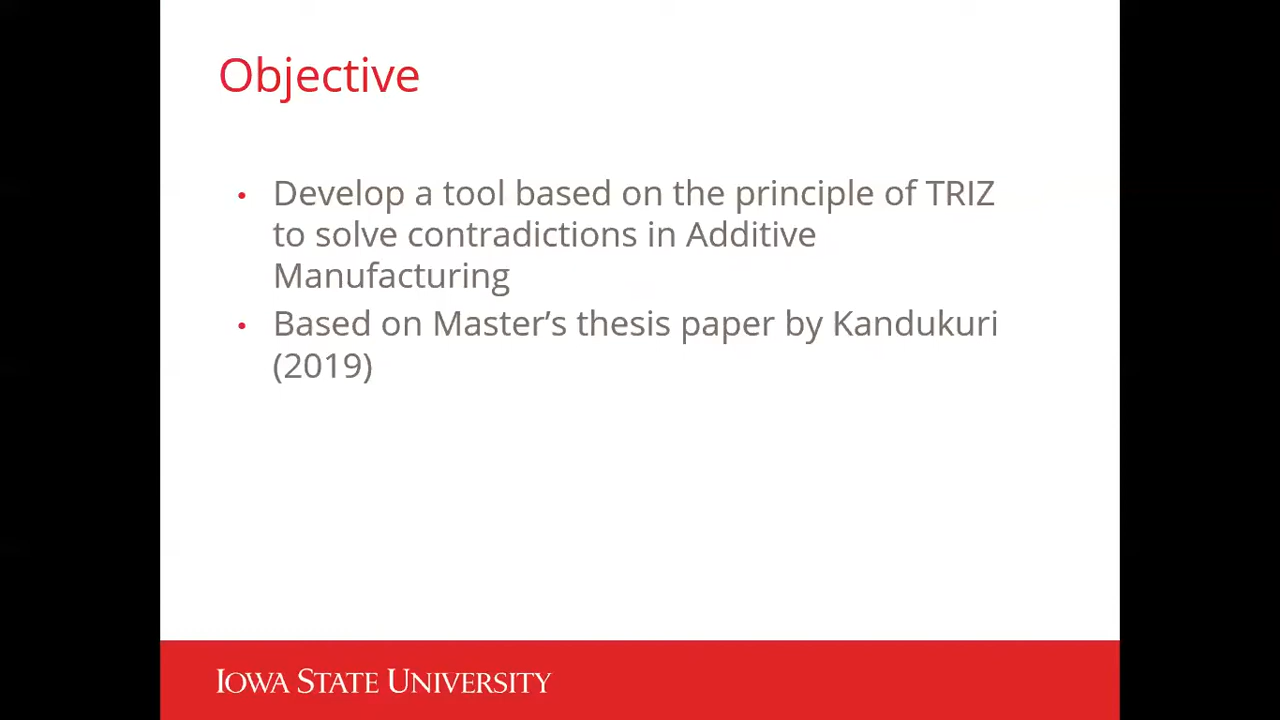 Objective
• Develop a tool based on the principle of TRIZ
to solve contradictions in Additive
Manufacturing
• Based on Master’s thesis paper by Kandukuri
(2019)
IOWA STATE UNIVERSITY